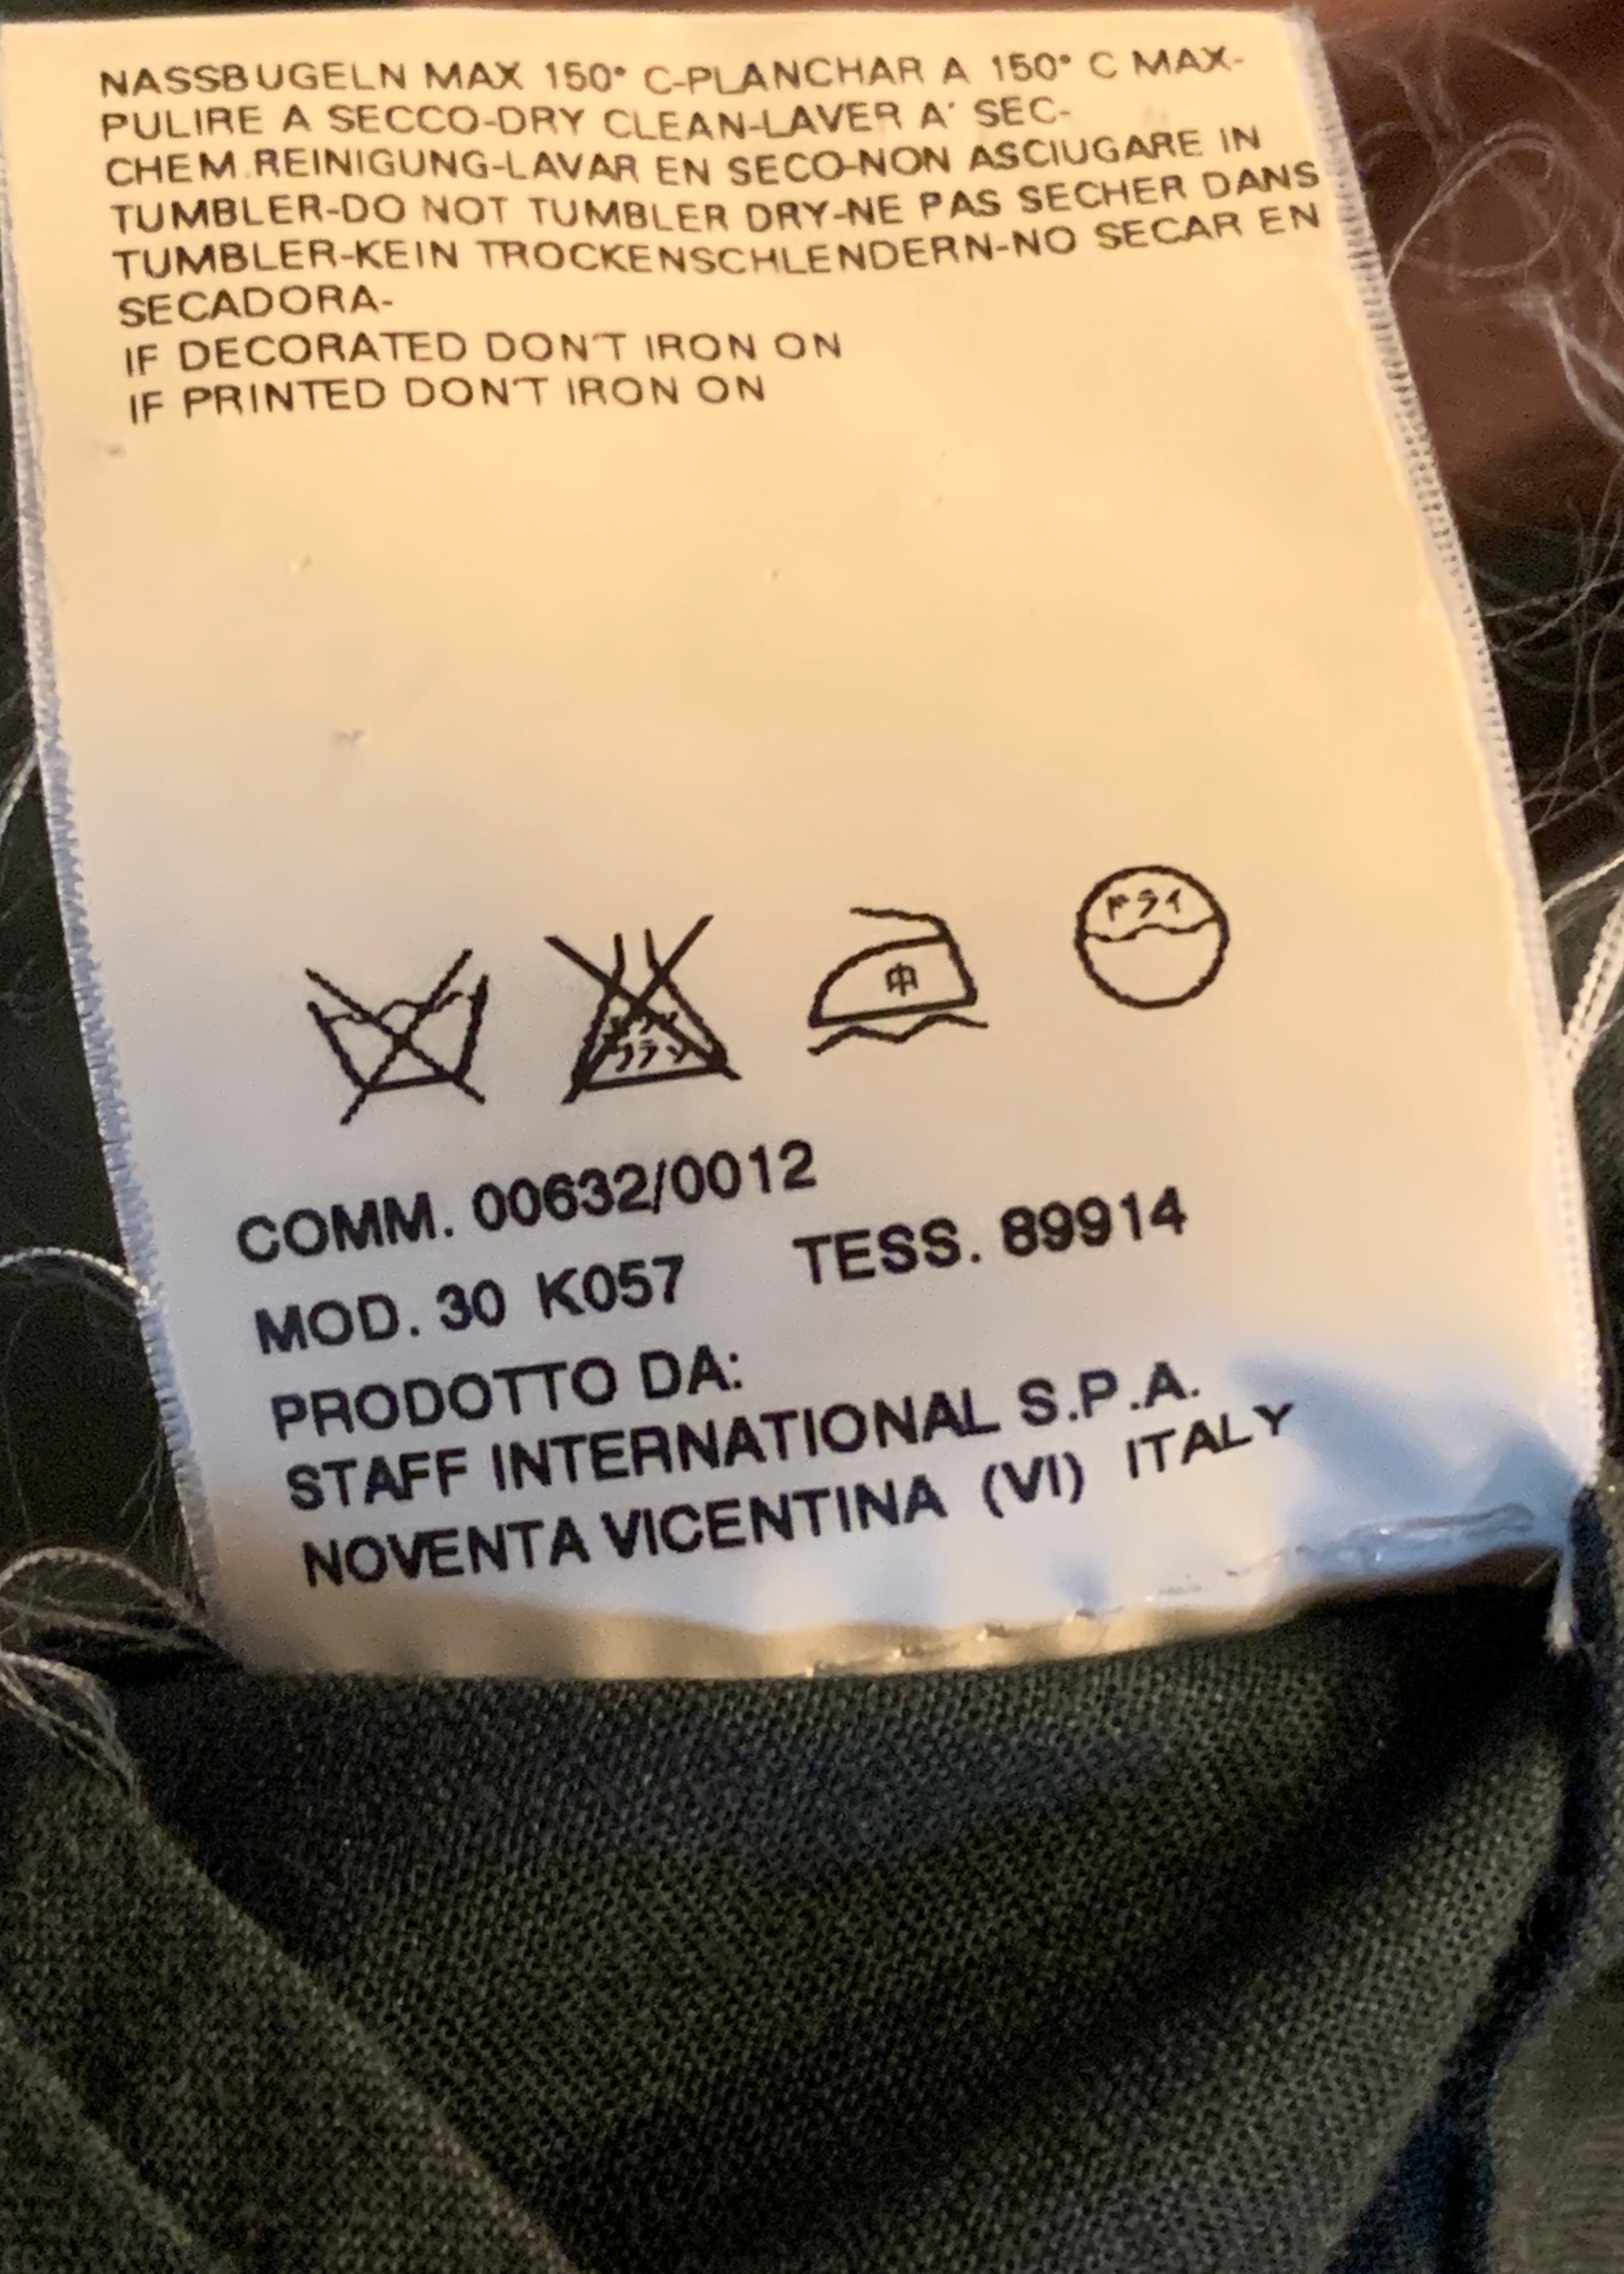 NASSBUGELN MAX 150° C-PLANCHAR A 150° C MAX-
PULIRE A SECCO-DRY CLEAN-LAVER A' SEC-
CHEM.REINIGUNG-LAVAR EN SECO-NON ASCIUGARE IN
TUMBLER-DO NOT TUMBLER DRY-NE PAS SECHER DANS
TUMBLER-KEIN TROCKENSCHLENDERN-NO SECAR EN
SECADORA-
IF DECORATED DON'T IRON ON
IF PRINTED DON'T IRON ON
中
ドライ
COMM. 00632/0012
MOD. 30 K057 TESS. 89914
PRODOTTO DA:
STAFF INTERNATIONAL S.P.A.
NOVENTA VICENTINA (VI) ITALY